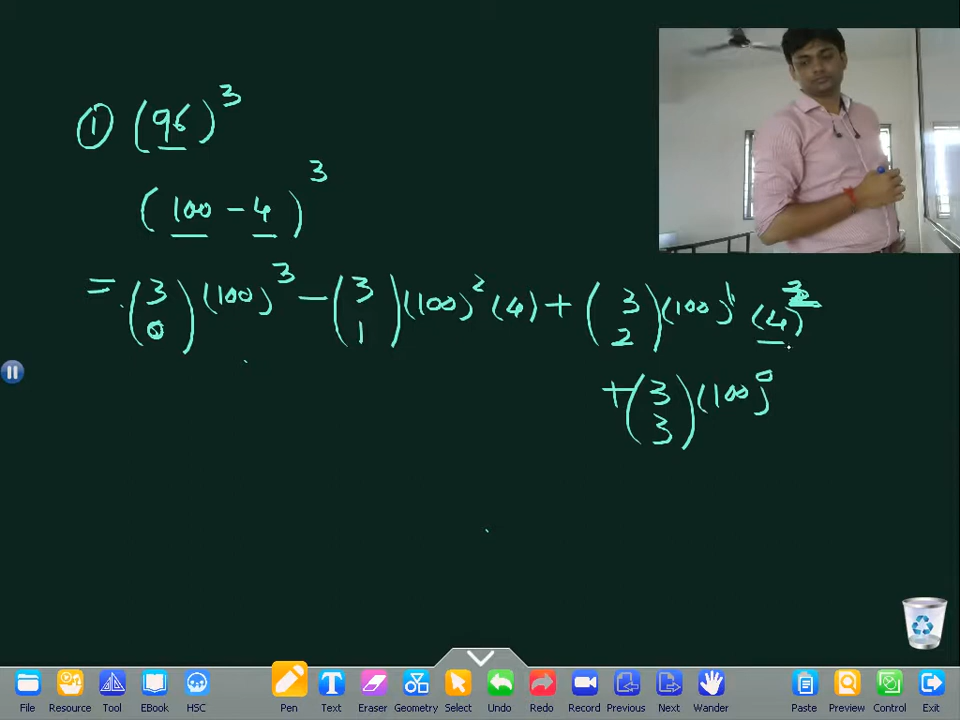 ① (96)³
(100 - 4)³
= (3 0) (100)³ - (3 1) (100)² (4) + (3 2) (100)¹ (4)²
+ (3 3) (100)⁰
File Resource Tool EBook HSC Pen Text Eraser Geometry Select Undo Redo Record Previous Next Wander Paste Preview Control Exit